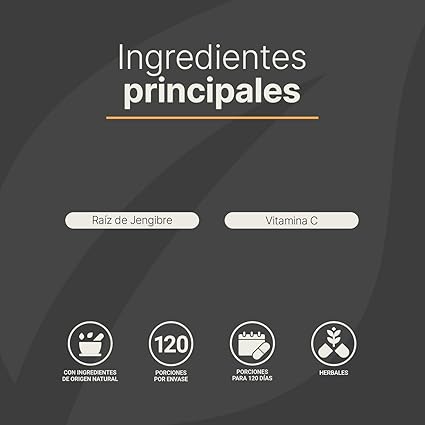 Ingredientes
principales
Raíz de Jengibre
Vitamina C
120
CON INGREDIENTES
DE ORIGEN NATURAL
PORCIONES
POR ENVASE
PORCIONES
PARA 120 DÍAS
HERBALES